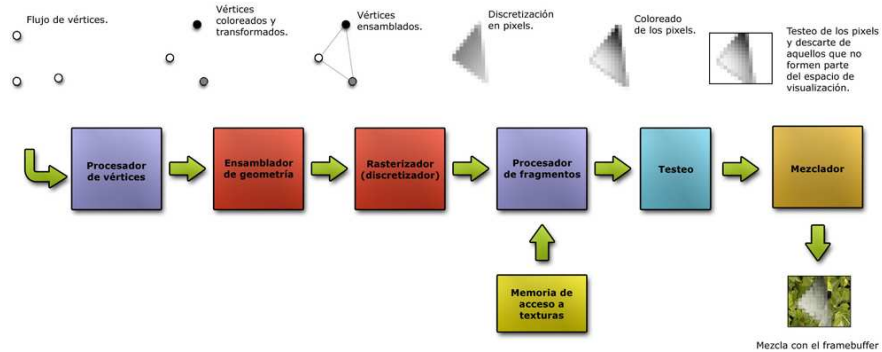 Flujo de vértices.
Vértices
coloreados y
transformados.
Vértices
ensamblados.
Discretización
en pixels.
Coloreado
de los pixels.
Testeo de los pixels
y descarte de
aquellos que no
formen parte
del espacio de
visualización.
Procesador
de vértices
Ensamblador
de geometría
Rasterizador
(discretizador)
Procesador
de fragmentos
Testeo
Mezclador
Memoria de
acceso a
texturas
Mezcla con el framebuffer